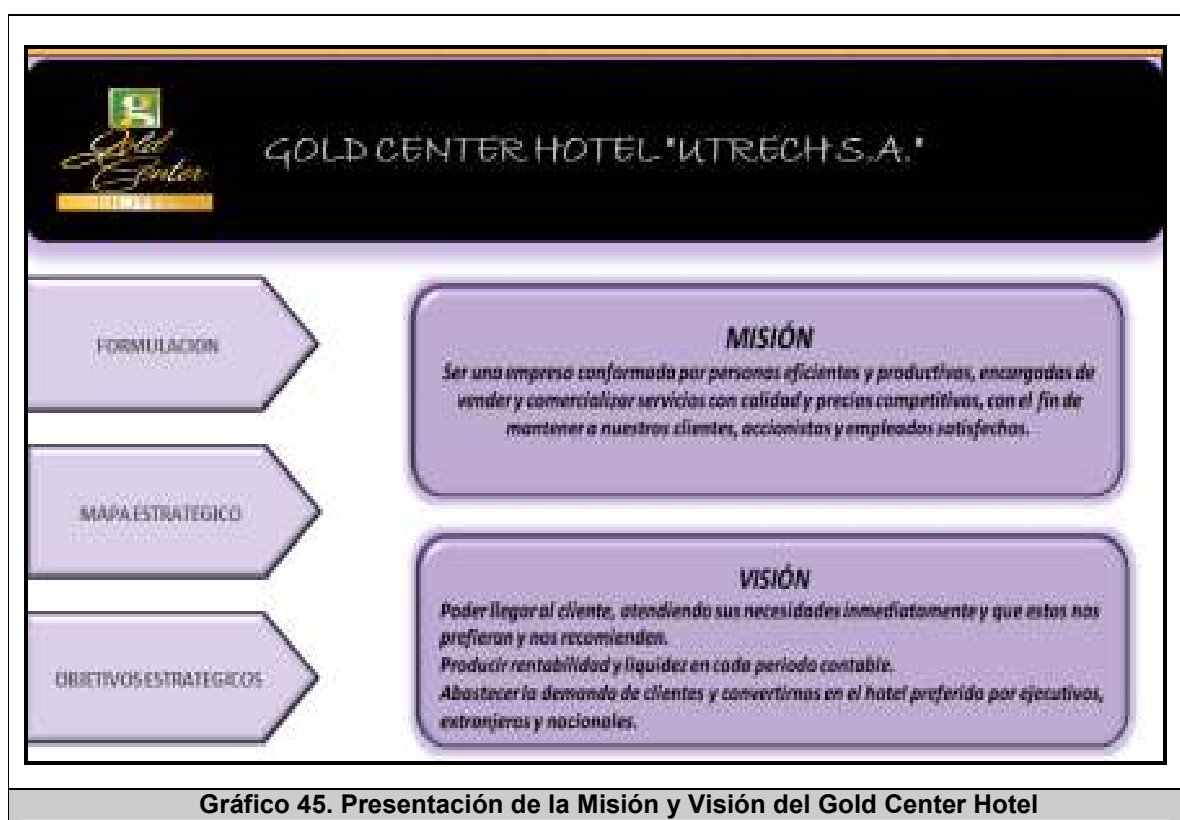 g
Gold
Center
HOTEL
GOLD CENTER HOTEL "UTRECH S.A."
FORMULACION
MAPA ESTRATEGICO
OBJETIVOS ESTRATEGICOS
MISIÓN
Ser una empresa conformada por personas eficientes y productivas, encargadas de
vender y comercializar servicios con calidad y precios competitivos, con el fin de
mantener a nuestros clientes, accionistas y empleados satisfechos.
VISIÓN
Poder llegar al cliente, atendiendo sus necesidades inmediatamente y que estos nos
prefieran y nos recomienden.
Producir rentabilidad y liquidez en cada periodo contable.
Abastecer la demanda de clientes y convertirnos en el hotel preferido por ejecutivos,
extranjeros y nacionales.
Gráfico 45. Presentación de la Misión y Visión del Gold Center Hotel